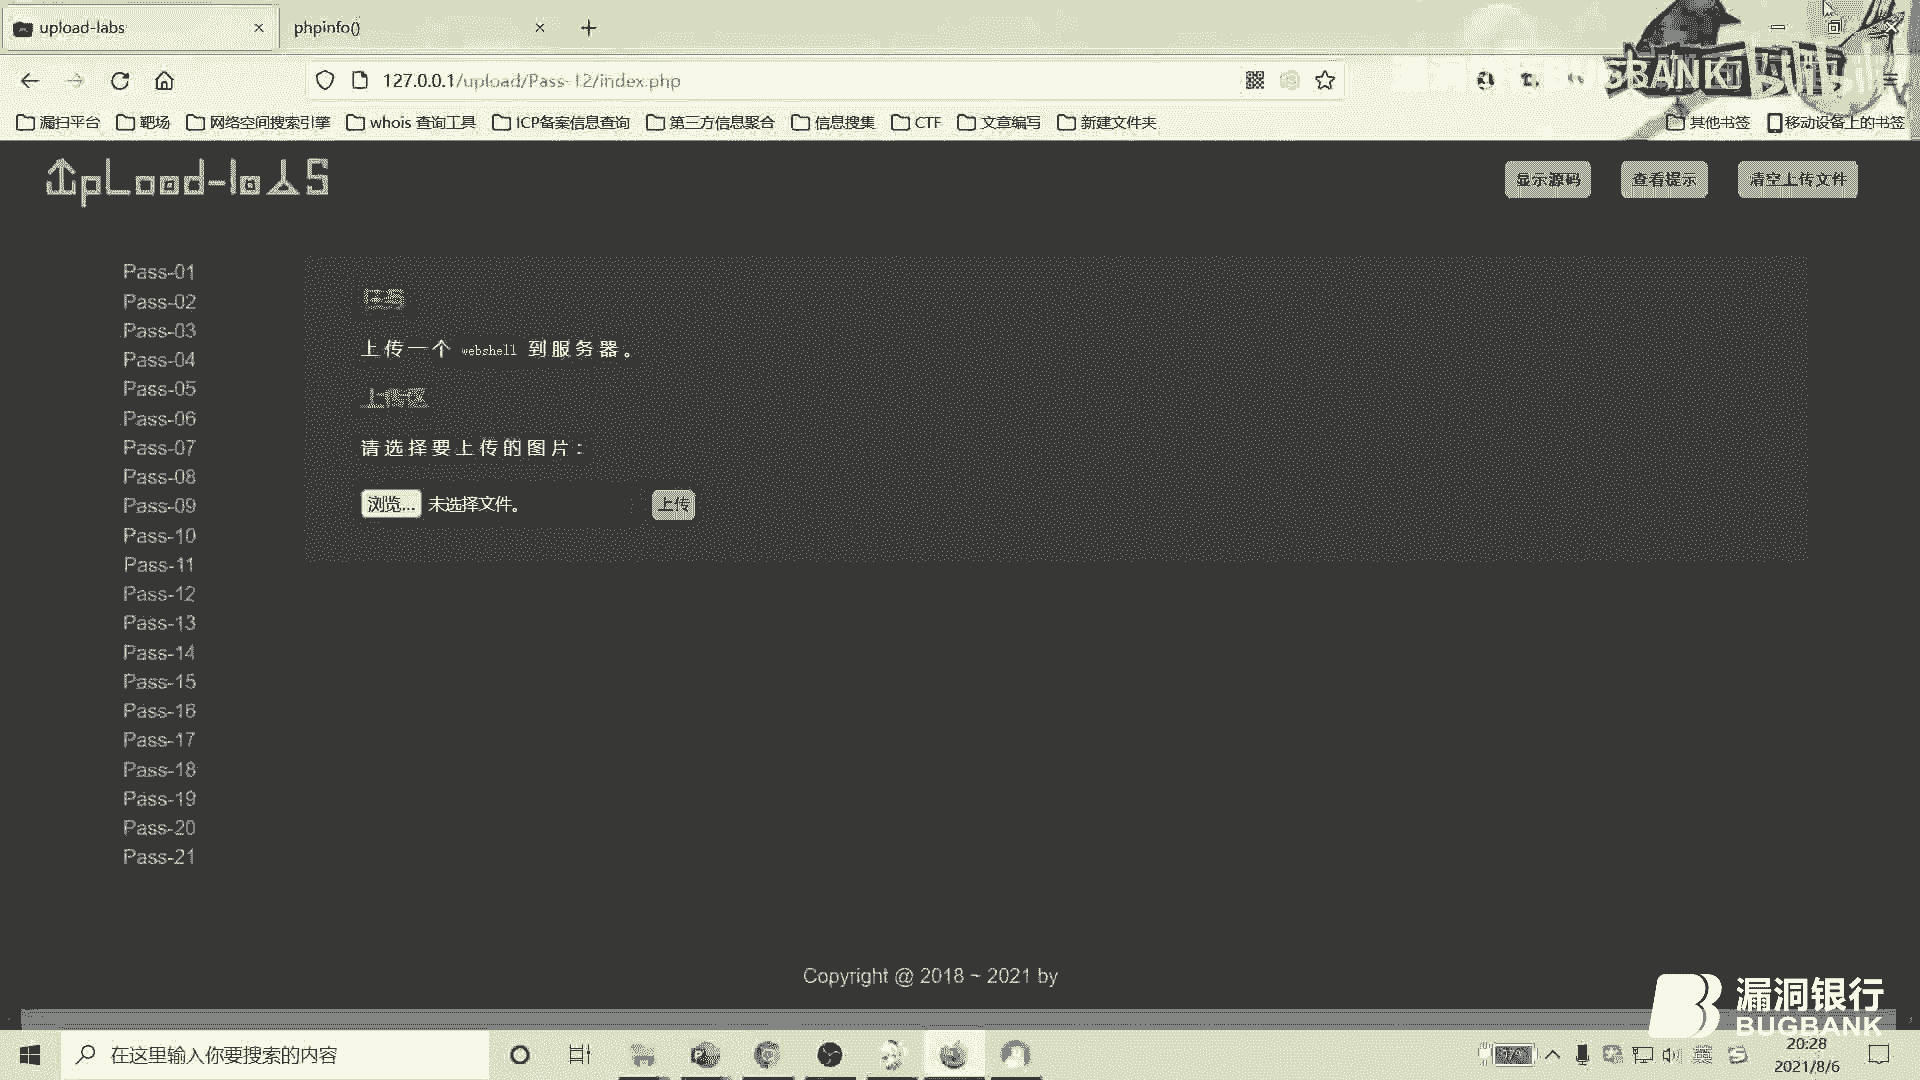 upload-labs
phpinfo()
127.0.0.1/upload/Pass-12/index.php
漏扫平台
靶场
网络空间搜索引擎
whois 查询工具
ICP备案信息查询
第三方信息聚合
信息搜集
CTF
文章编写
新建文件夹
其他书签
移动设备上的书签
UpLoad-labS
显示源码
查看提示
清空上传文件
Pass-01
Pass-02
Pass-03
Pass-04
Pass-05
Pass-06
Pass-07
Pass-08
Pass-09
Pass-10
Pass-11
Pass-12
Pass-13
Pass-14
Pass-15
Pass-16
Pass-17
Pass-18
Pass-19
Pass-20
Pass-21
任务
上传一个 webshell 到服务器。
上传区
请选择要上传的图片：
浏览... 未选择文件。
上传
Copyright @ 2018 ~ 2021 by
漏洞银行
BUGBANK
在这里输入你要搜索的内容
英
20:28
2021/8/6